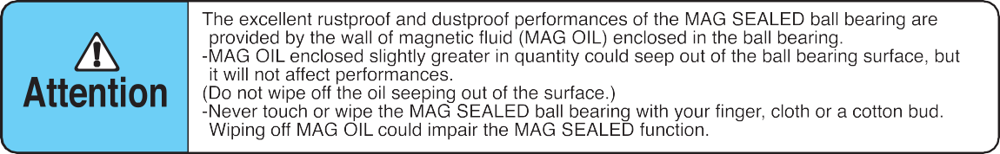 Attention
The excellent rustproof and dustproof performances of the MAG SEALED ball bearing are
provided by the wall of magnetic fluid (MAG OIL) enclosed in the ball bearing.
-MAG OIL enclosed slightly greater in quantity could seep out of the ball bearing surface, but
it will not affect performances.
(Do not wipe off the oil seeping out of the surface.)
-Never touch or wipe the MAG SEALED ball bearing with your finger, cloth or a cotton bud.
Wiping off MAG OIL could impair the MAG SEALED function.